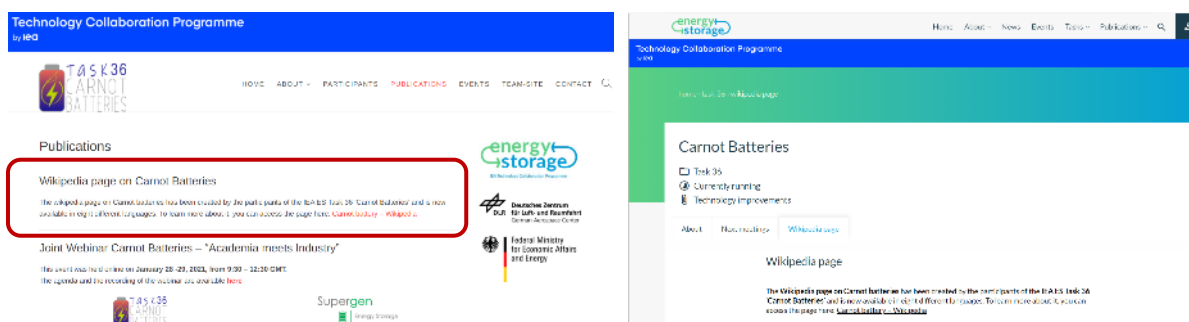 Technology Collaboration Programme
by iea
TASK36
CARNOT
BATTERIES
HOME ABOUT PARTICIPANTS PUBLICATIONS EVENTS TEAM-SITE CONTACT
Publications
Wikipedia page on Carnot Batteries
The wikipedia page on Carnot batteries has been created by the participants of the IEA ES Task 36 'Carnot Batteries' and is now
available in eight different languages. To learn more about it, you can access the page here: Carnot battery – Wikipedia
Joint Webinar Carnot Batteries – "Academia meets Industry"
This event was held online on January 28 -29, 2021, from 9:30 – 12:30 GMT.
The agenda and the recording of the webinar are available here
TASK36
CARNOT
BATTERIES
Supergen
Energy Storage
energy
storage
DLR
Deutsches Zentrum
für Luft- und Raumfahrt
German Aerospace Center
Federal Ministry
for Economic Affairs
and Energy
energy
storage
Home About News Events Tasks Publications
Technology Collaboration Programme
by iea
home task 36 wikipedia page
Carnot Batteries
Task 36
Currently running
Technology improvements
About Next meetings Wikipedia page
Wikipedia page
The Wikipedia page on Carnot batteries has been created by the participants of the IEA ES Task 36
'Carnot Batteries' and is now available in eight different languages. To learn more about it, you can
access the page here: Carnot battery – Wikipedia